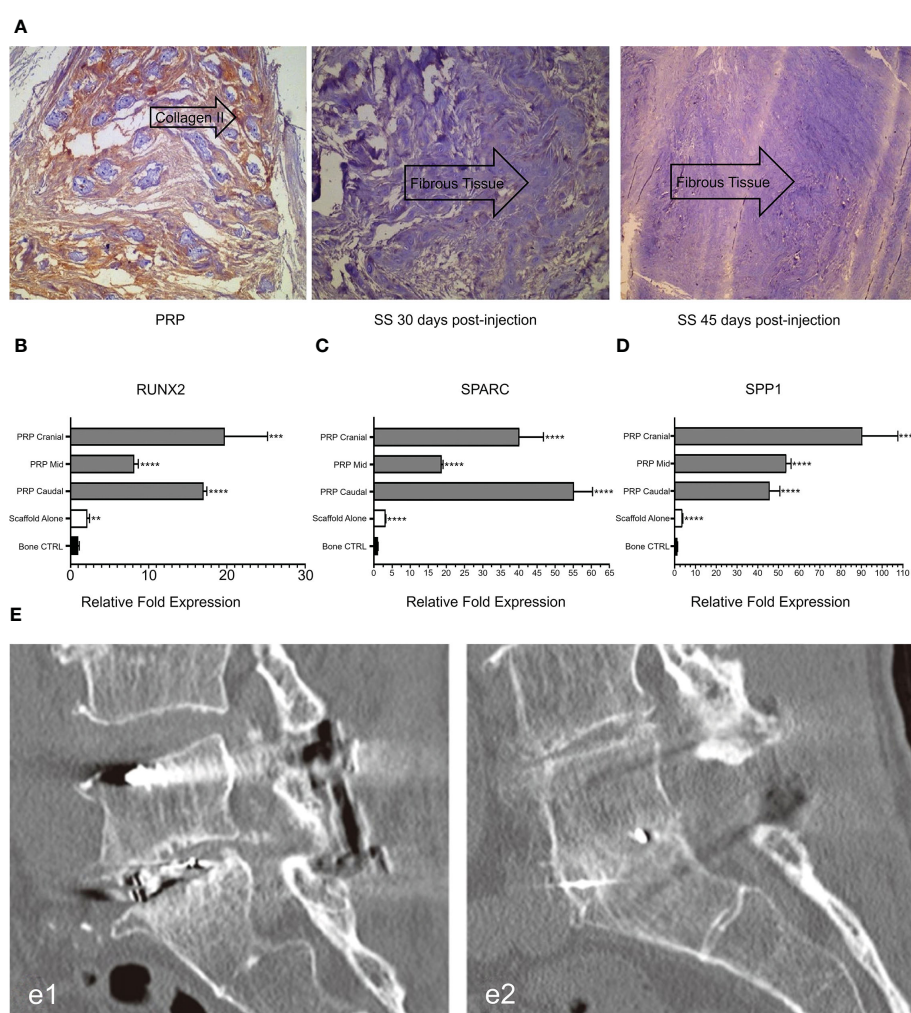 A
Collagen II
Fibrous Tissue
Fibrous Tissue
PRP
SS 30 days post-injection
SS 45 days post-injection
B
C
D
RUNX2
SPARC
SPP1
PRP Cranial
***
PRP Mid
****
PRP Caudal
****
Scaffold Alone
**
Bone CTRL
0 10 20 30
Relative Fold Expression
PRP Cranial
****
PRP Mid
****
PRP Caudal
****
Scaffold Alone
****
Bone CTRL
0 5 10 15 20 25 30 35 40 45 50 55 60 65
Relative Fold Expression
PRP Cranial
PRP Mid
****
PRP Caudal
****
Scaffold Alone
****
Bone CTRL
0 10 20 30 40 50 60 70 80 90 100 110
Relative Fold Expression
E
e1
e2